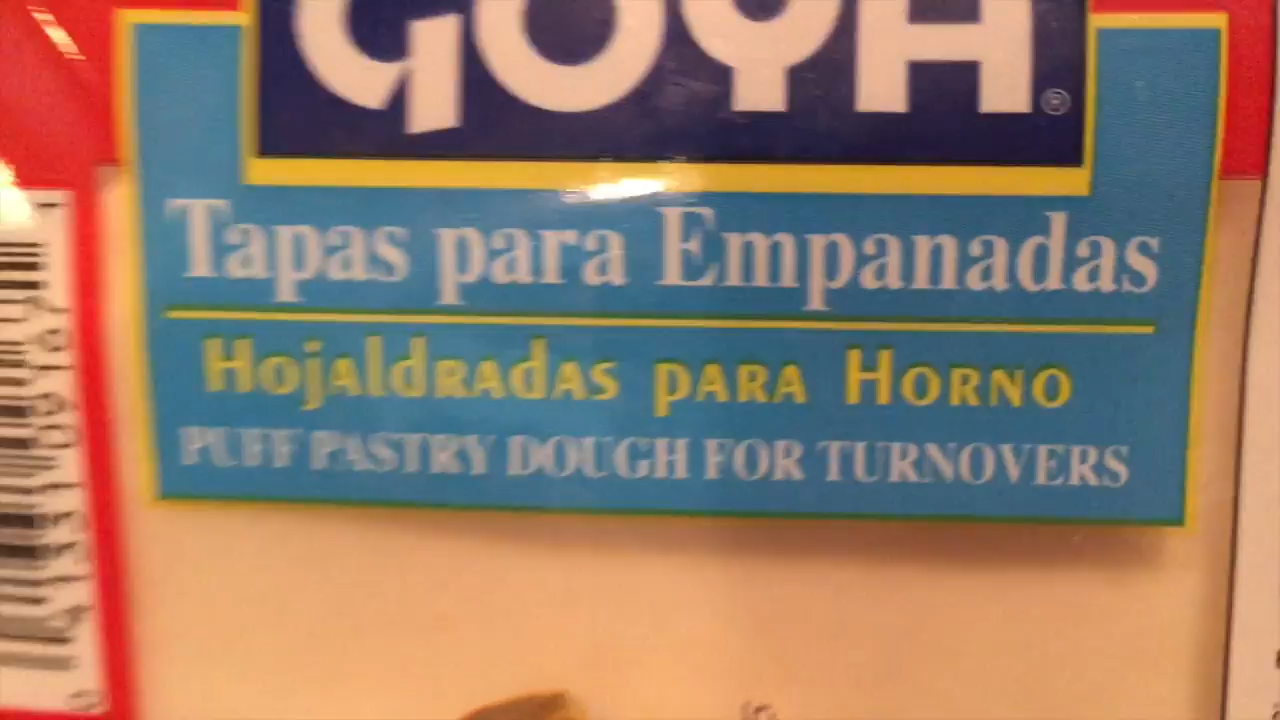 GOYA®
Tapas para Empanadas
Hojaldradas para Horno
PUFF PASTRY DOUGH FOR TURNOVERS